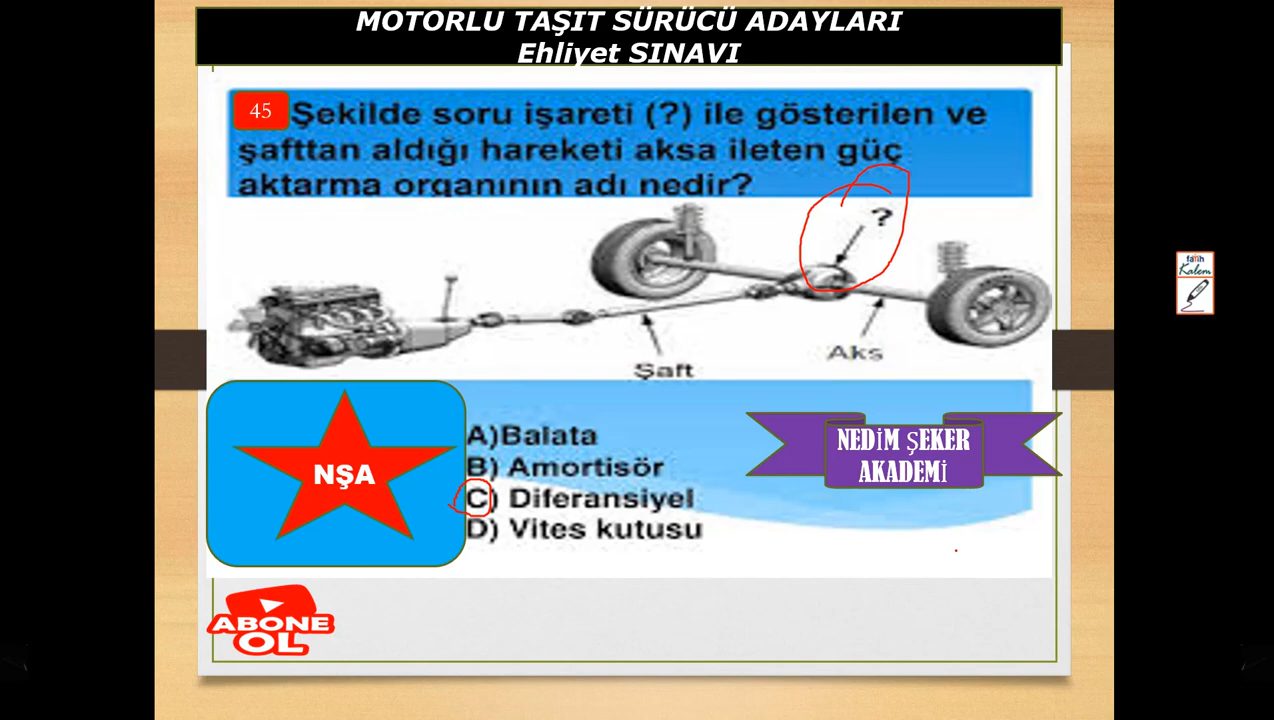 MOTORLU TAŞIT SÜRÜCÜ ADAYLARI
Ehliyet SINAVI
45 Şekilde soru işareti (?) ile gösterilen ve
şafttan aldığı hareketi aksa ileten güç
aktarma organının adı nedir?
?
Aks
Şaft
NŞA
A)Balata
B) Amortisör
C) Diferansiyel
D) Vites kutusu
NEDİM ŞEKER
AKADEMİ
ABONE
OL
fatih
Kalem